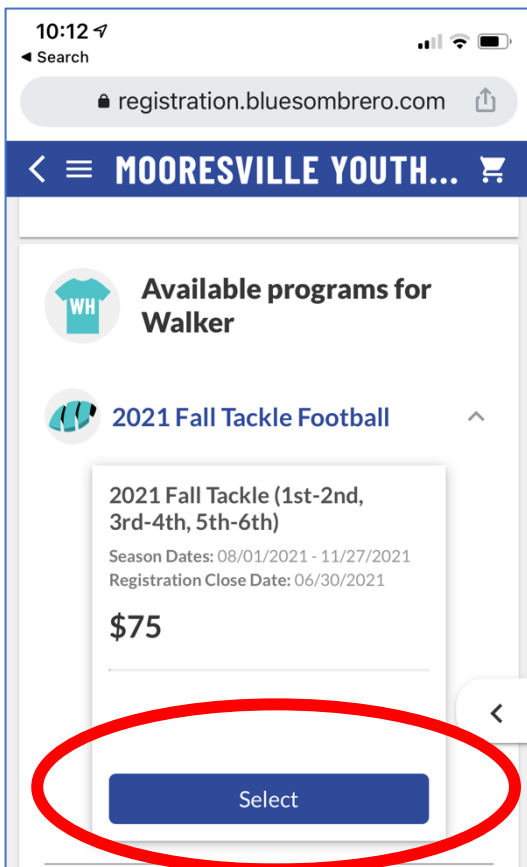 10:12
◀ Search
registration.bluesombrero.com
MOORESVILLE YOUTH...
WH
Available programs for
Walker
2021 Fall Tackle Football
2021 Fall Tackle (1st-2nd,
3rd-4th, 5th-6th)
Season Dates: 08/01/2021 - 11/27/2021
Registration Close Date: 06/30/2021
$75
Select